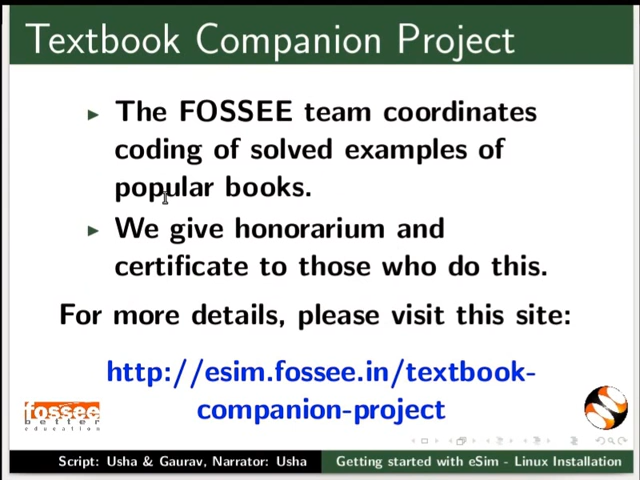 Textbook Companion Project
The FOSSEE team coordinates
coding of solved examples of
popular books.
We give honorarium and
certificate to those who do this.
For more details, please visit this site:
http://esim.fossee.in/textbook-
companion-project
fossee
better
education
Script: Usha & Gaurav, Narrator: Usha
Getting started with eSim - Linux Installation